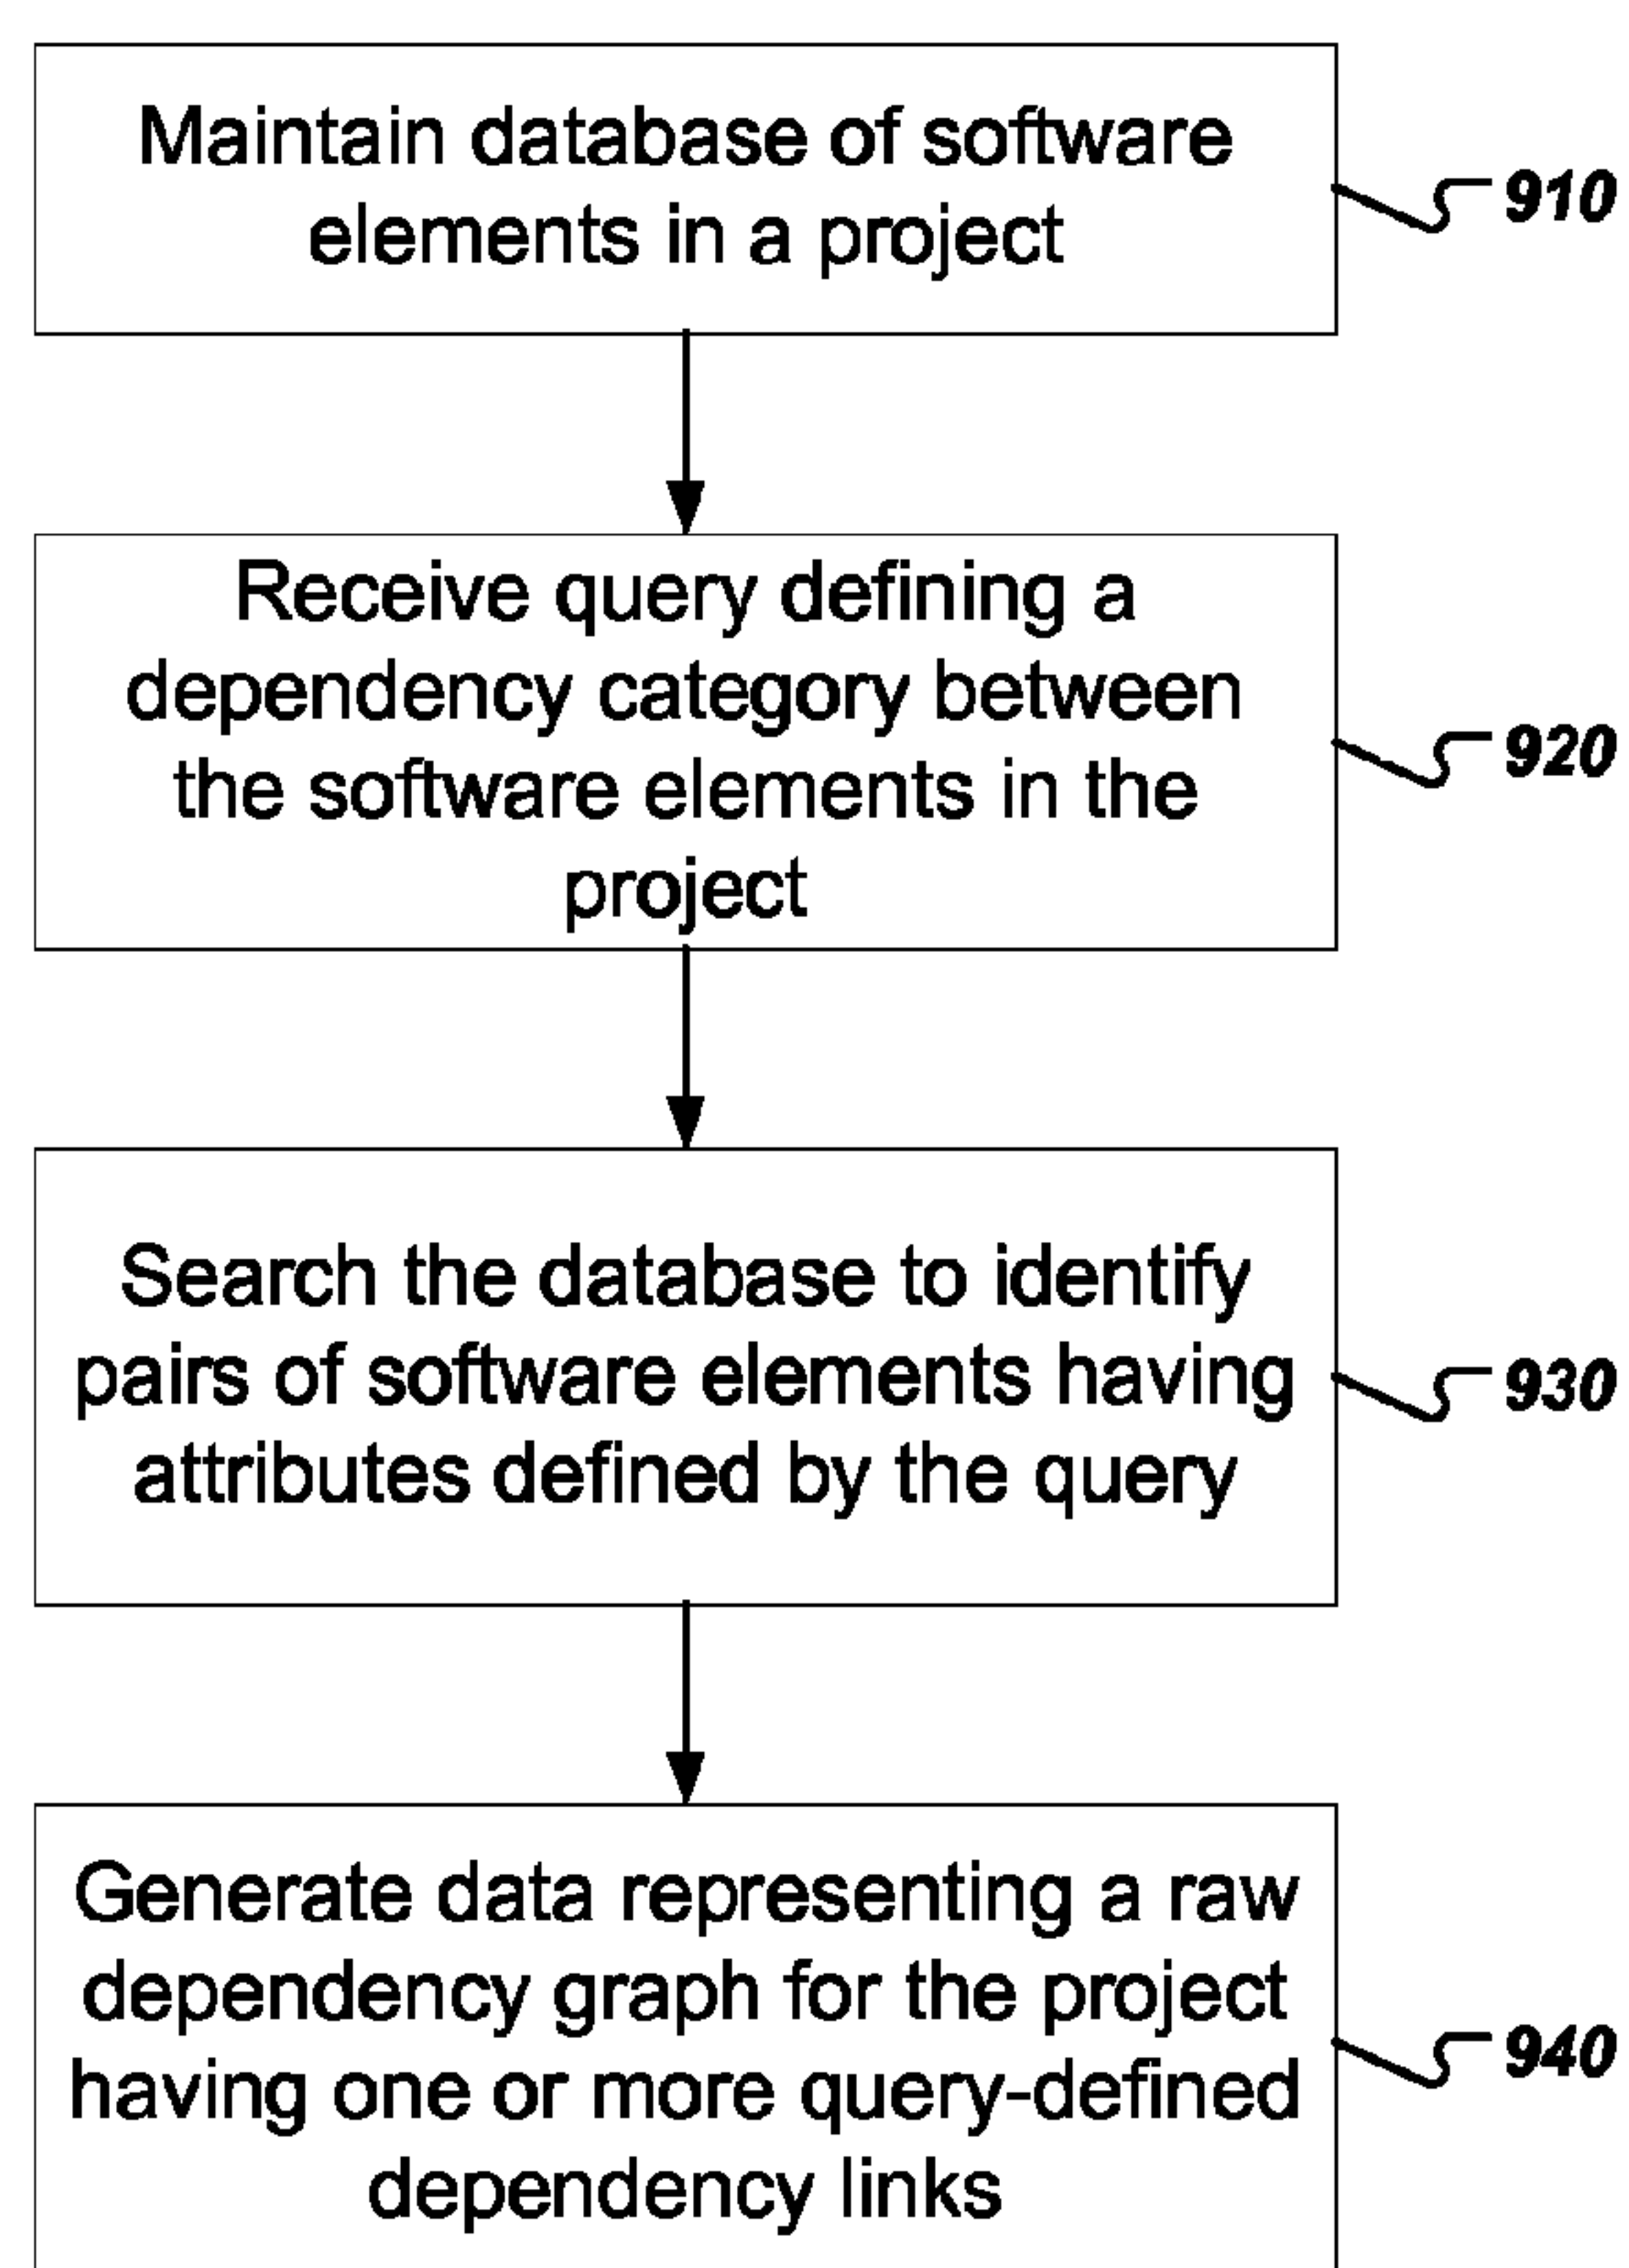 Maintain database of software
elements in a project
910
Receive query defining a
dependency category between
the software elements in the
project
920
Search the database to identify
pairs of software elements having
attributes defined by the query
930
Generate data representing a raw
dependency graph for the project
having one or more query-defined
dependency links
940